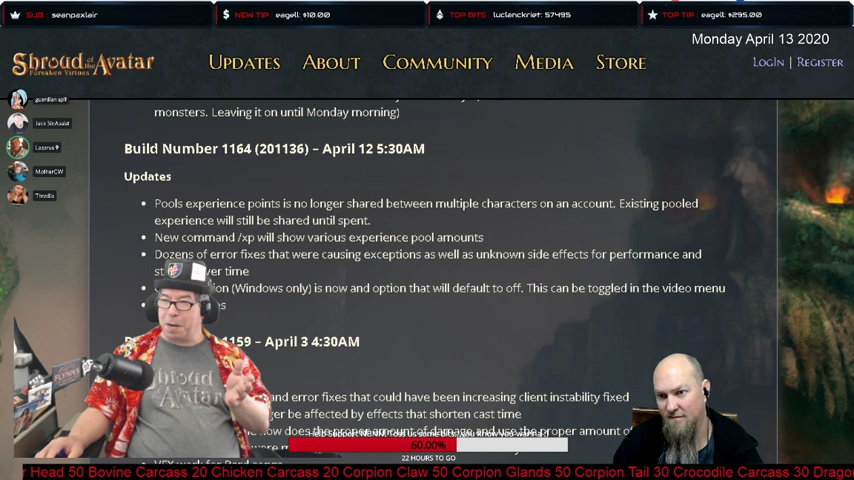 SUB: seanpaxlair
NEW TIP: eagell: $10.00
TOP BITS: luclanckriet: 57495
TOP TIP: eagell: $295.00
Monday April 13 2020
Shroud of the Avatar
Forsaken Virtues
UPDATES ABOUT COMMUNITY MEDIA STORE
LOGIN | REGISTER
guardian spill
Jack SinAssist
Lazarus
MotherCW
Thredis
monsters. Leaving it on until Monday morning)
Build Number 1164 (201136) – April 12 5:30AM
Updates
• Pools experience points is no longer shared between multiple characters on an account. Existing pooled
experience will still be shared until spent.
• New command /xp will show various experience pool amounts
• Dozens of error fixes that were causing exceptions as well as unknown side effects for performance and
over time
(Windows only) is now and option that will default to off. This can be toggled in the video menu
1159 – April 3 4:30AM
and error fixes that could have been increasing client instability fixed
be affected by effects that shorten cast time
does the proper amount of damage and use the proper amount of
60.00%
22 HOURS TO GO
Shroud
Avatar
FLYNN'S
Head 50 Bovine Carcass 20 Chicken Carcass 20 Corpion Claw 50 Corpion Glands 50 Corpion Tail 30 Crocodile Carcass 30